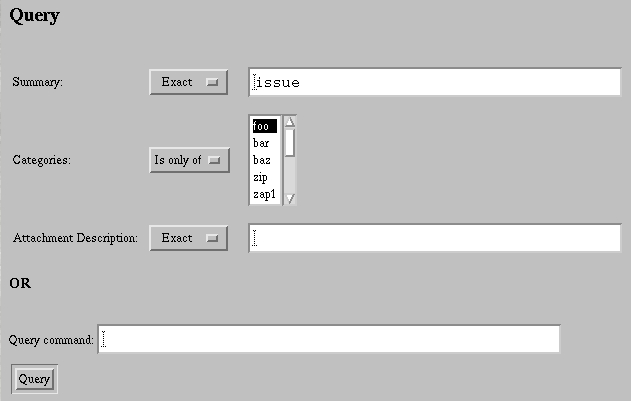 Query
Summary: Exact issue
Categories: Is only of foo
bar
baz
zip
zap1
Attachment Description: Exact
OR
Query command:
Query